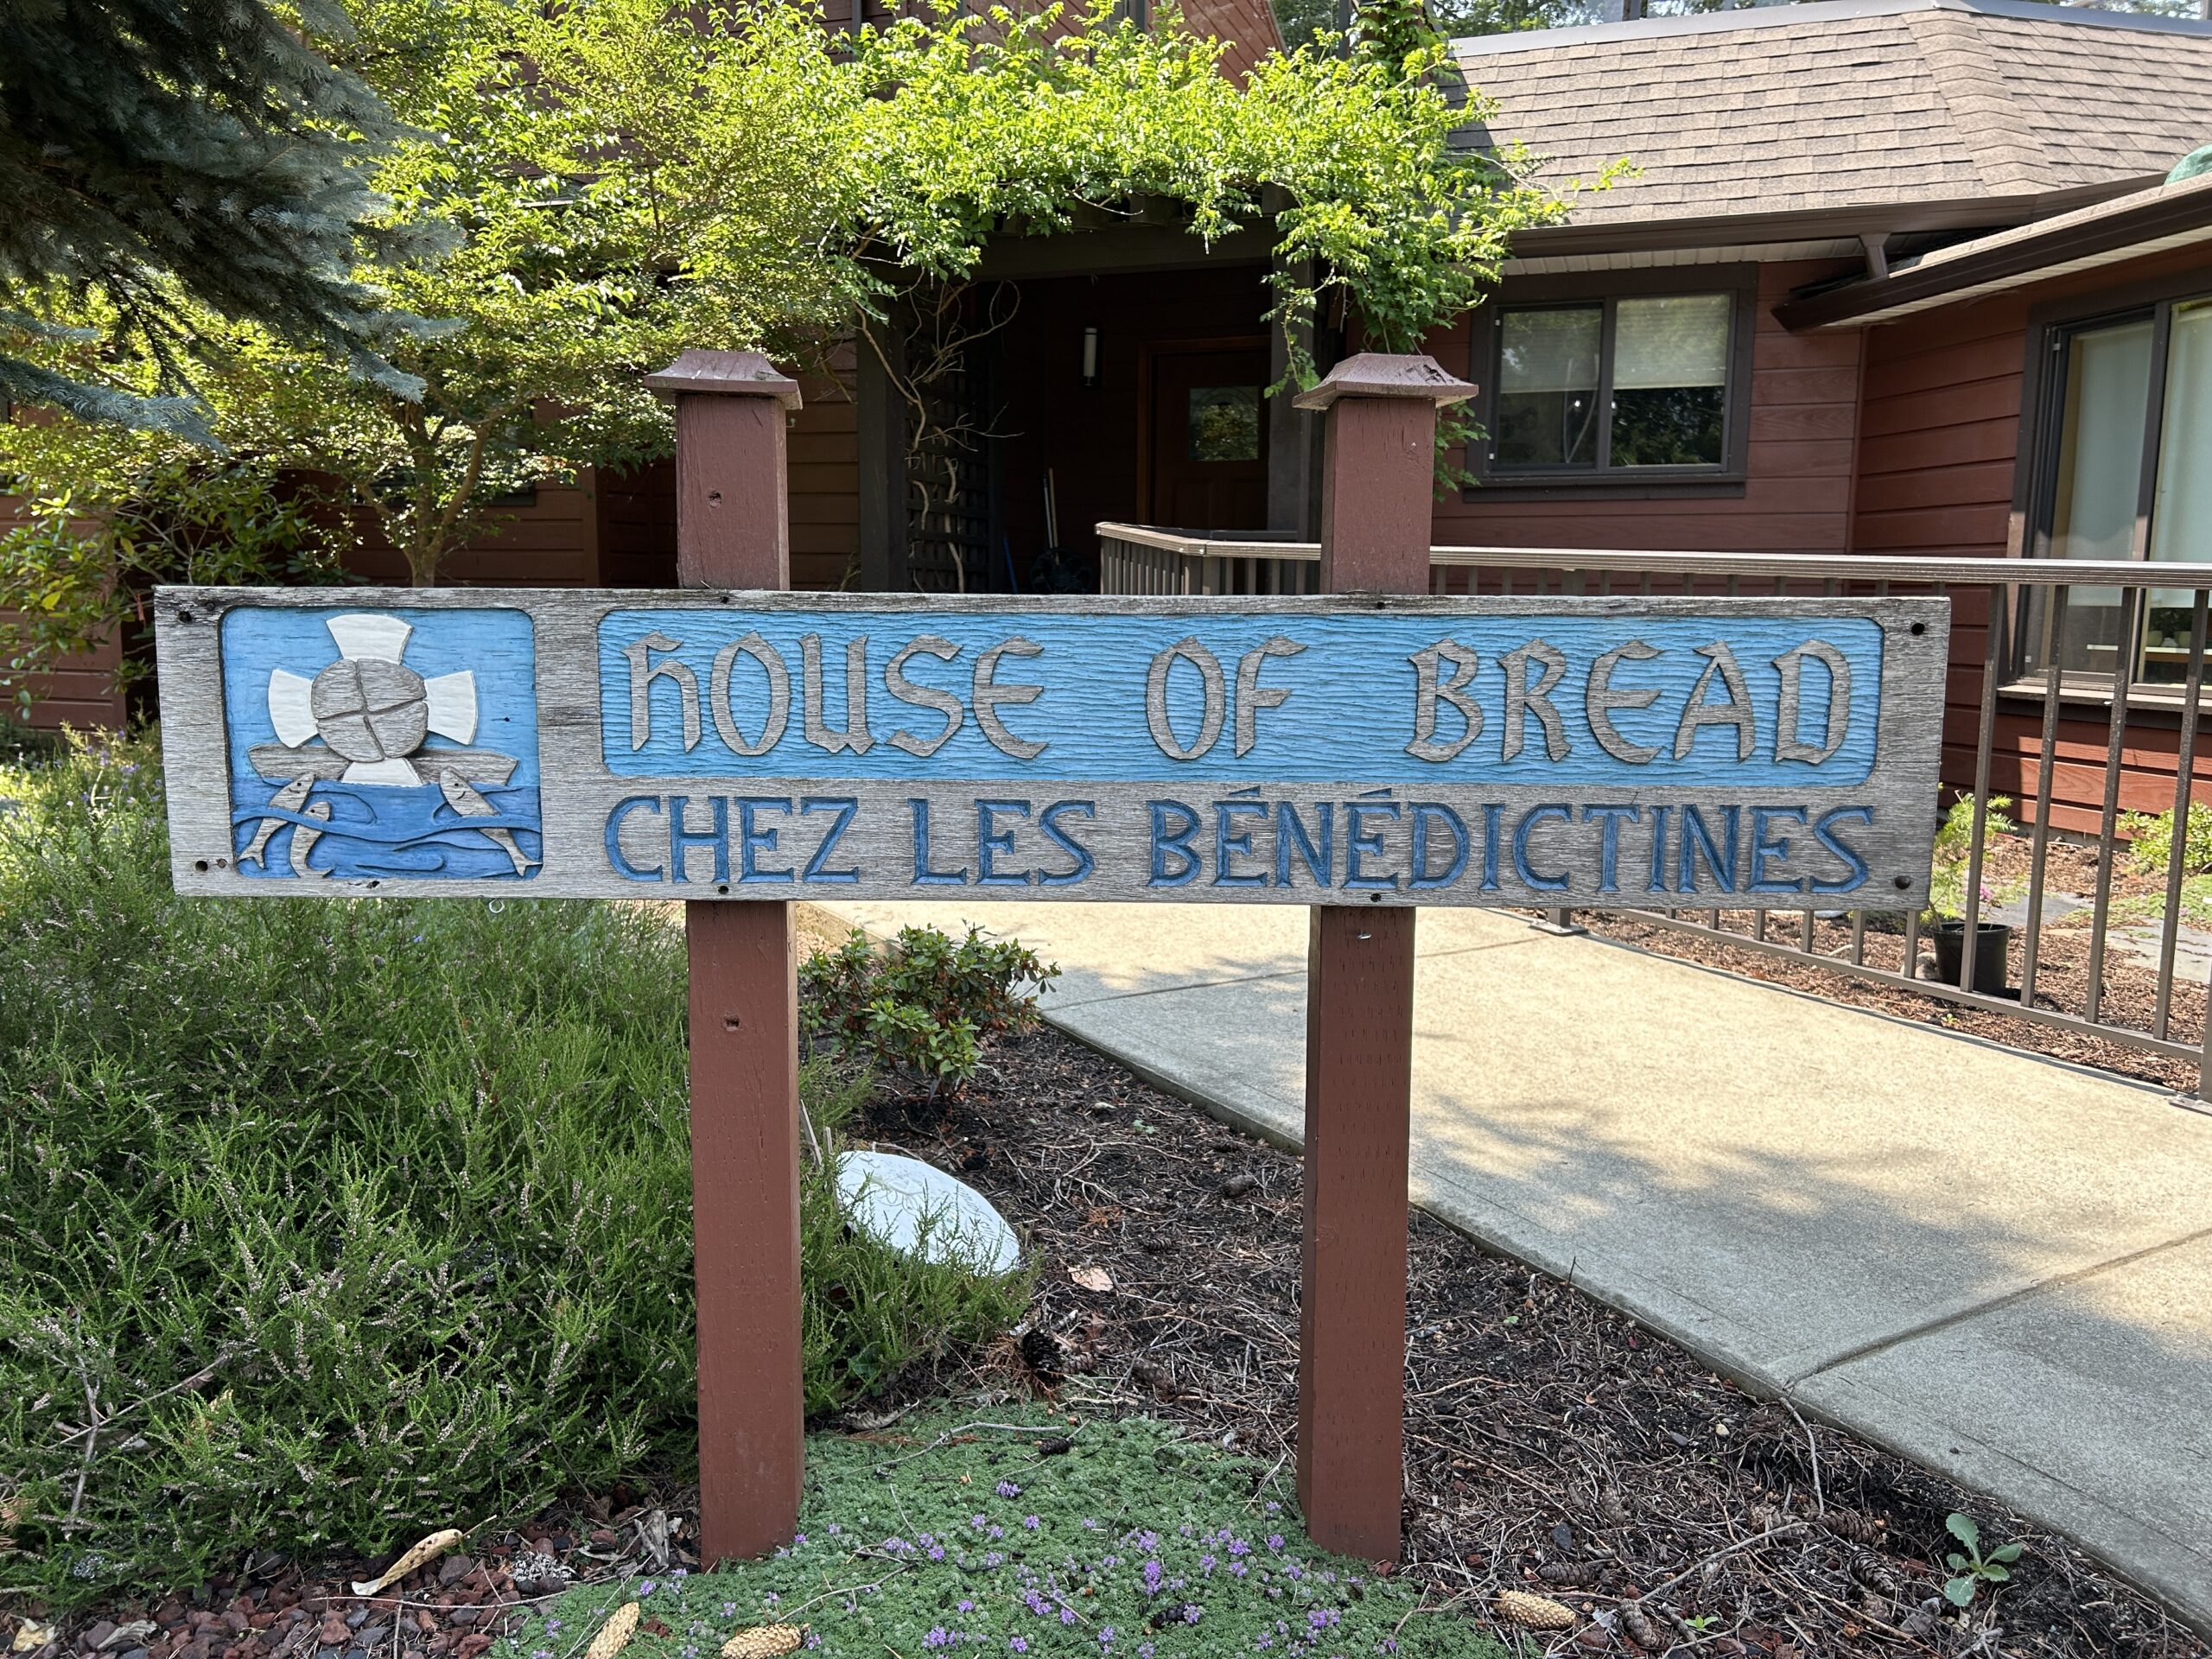 HOUSE OF BREAD
CHEZ LES BÉNÉDICTINES